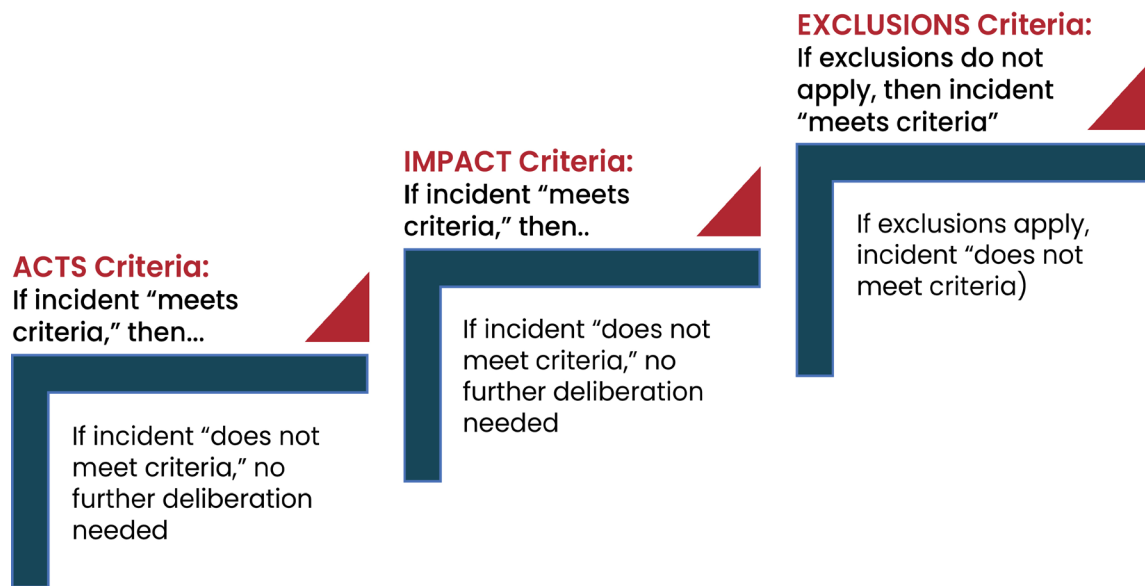 ACTS Criteria:
If incident “meets
criteria,” then...
If incident “does not
meet criteria,” no
further deliberation
needed
IMPACT Criteria:
If incident “meets
criteria,” then..
If incident “does not
meet criteria,” no
further deliberation
needed
EXCLUSIONS Criteria:
If exclusions do not
apply, then incident
“meets criteria”
If exclusions apply,
incident “does not
meet criteria)